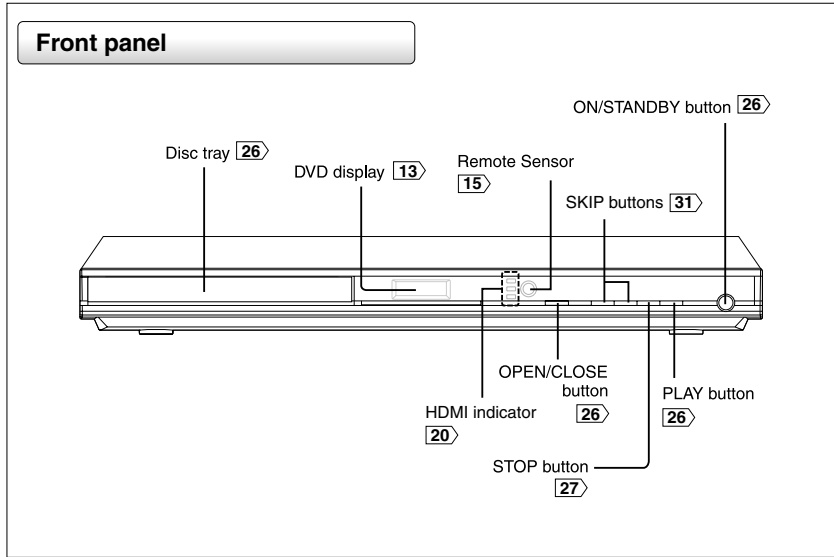 Front panel
ON/STANDBY button 26
Disc tray 26
DVD display 13
Remote Sensor
15
SKIP buttons 31
OPEN/CLOSE
button
26
PLAY button
26
HDMI indicator
20
STOP button
27